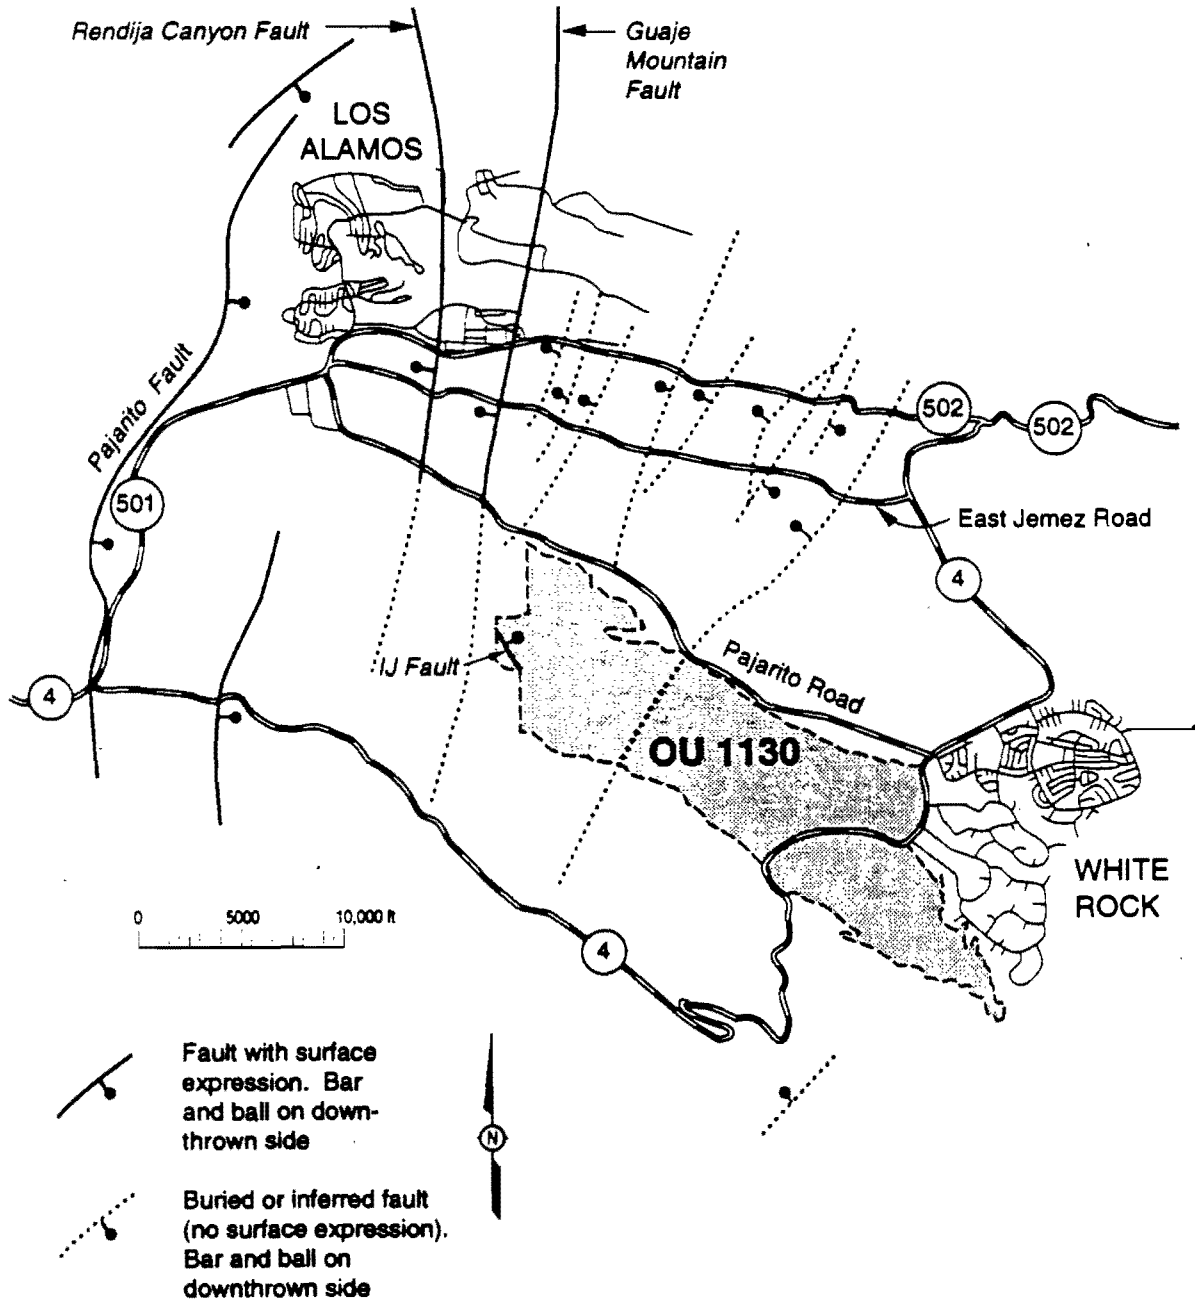 Rendija Canyon Fault
Guaje
Mountain
Fault
LOS
ALAMOS
Pajarito Fault
502
502
501
East Jemez Road
4
IJ Fault
Pajarito Road
4
OU 1130
WHITE
ROCK
0 5000 10,000 ft
4
Fault with surface
expression. Bar
and ball on down-
thrown side
N
Buried or inferred fault
(no surface expression).
Bar and ball on
downthrown side